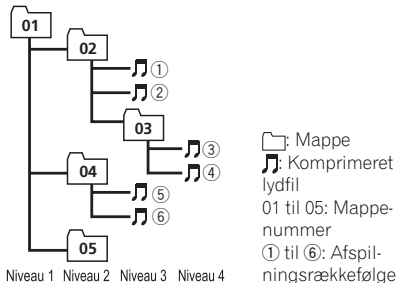 01
02
①
②
03
③
④
04
⑤
⑥
05
Niveau 1 Niveau 2 Niveau 3 Niveau 4
: Mappe
: Komprimeret
lydfil
01 til 05: Mappe-
nummer
① til ⑥: Afspil-
ningsrækkefølge